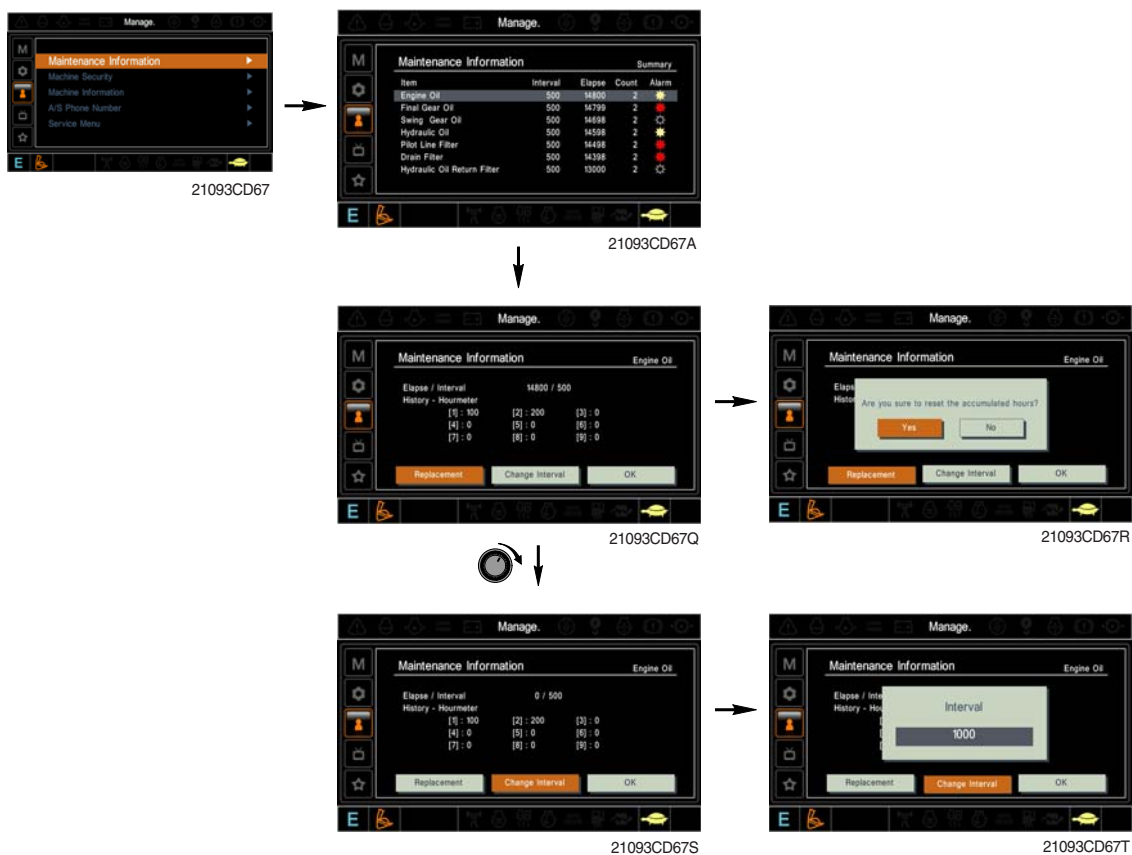 Manage.
M
Maintenance Information
Machine Security
Machine Information
A/S Phone Number
Service Menu
E
21093CD67
Manage.
M
Maintenance Information Summary
Item Interval Elapse Count Alarm
Engine Oil 500 14800 2
Final Gear Oil 500 14799 2
Swing Gear Oil 500 14698 2
Hydraulic Oil 500 14598 2
Pilot Line Filter 500 14498 2
Drain Filter 500 14398 2
Hydraulic Oil Return Filter 500 13000 2
E
21093CD67A
Manage.
M
Maintenance Information Engine Oil
Elapse / Interval 14800 / 500
History - Hourmeter
[1] : 100 [2] : 200 [3] : 0
[4] : 0 [5] : 0 [6] : 0
[7] : 0 [8] : 0 [9] : 0
Replacement Change Interval OK
E
21093CD67Q
Manage.
M
Maintenance Information Engine Oil
Elaps
Histor
Are you sure to reset the accumulated hours?
Yes No
Replacement Change Interval OK
E
21093CD67R
Manage.
M
Maintenance Information Engine Oil
Elapse / Interval 0 / 500
History - Hourmeter
[1] : 100 [2] : 200 [3] : 0
[4] : 0 [5] : 0 [6] : 0
[7] : 0 [8] : 0 [9] : 0
Replacement Change Interval OK
E
21093CD67S
Manage.
M
Maintenance Information Engine Oil
Elapse / Inte
History - Hou
Interval
1000
Replacement Change Interval OK
E
21093CD67T